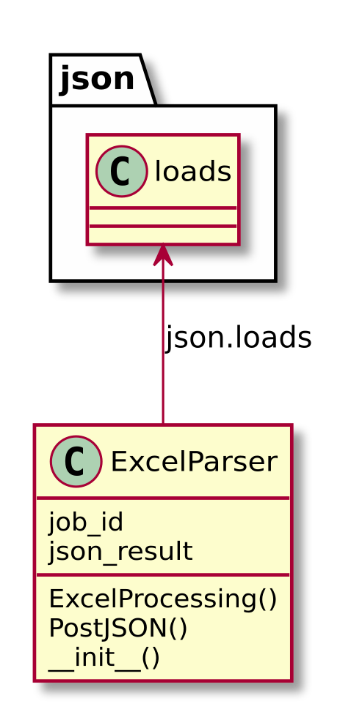 json
C loads
json.loads
C ExcelParser
job_id
json_result
ExcelProcessing()
PostJSON()
__init__()